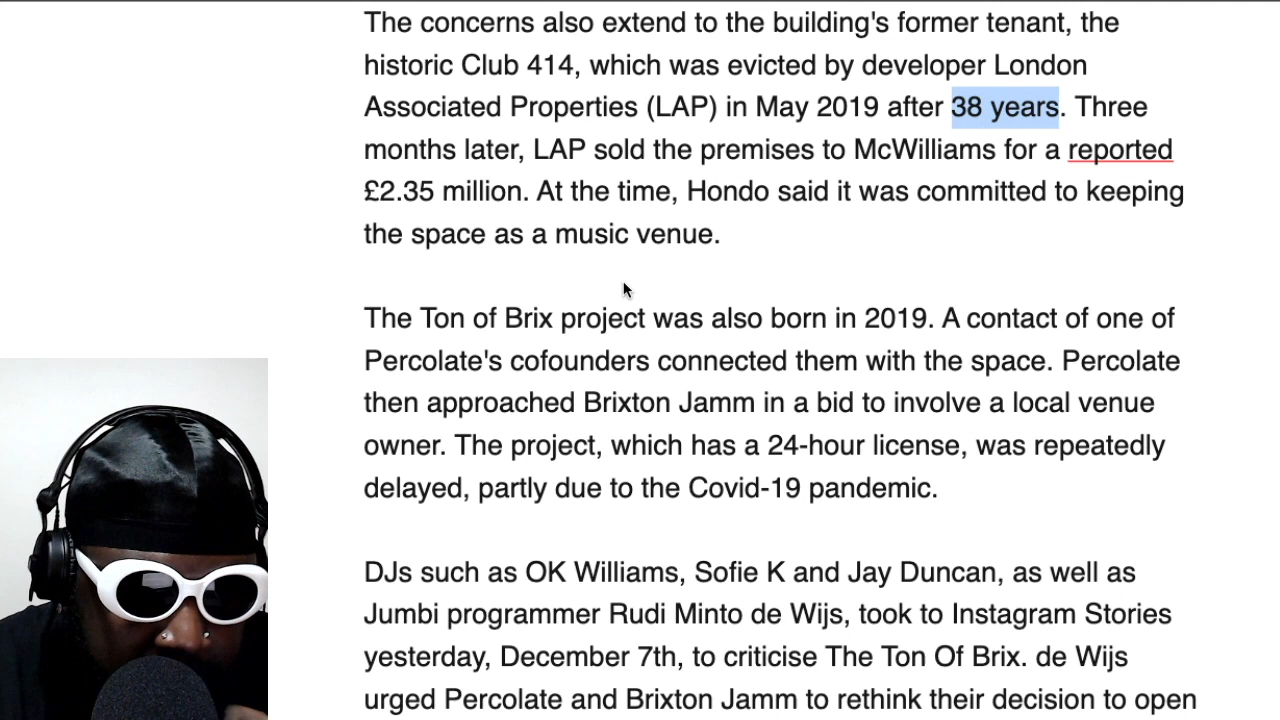 The concerns also extend to the building's former tenant, the
historic Club 414, which was evicted by developer London
Associated Properties (LAP) in May 2019 after 38 years. Three
months later, LAP sold the premises to McWilliams for a reported
£2.35 million. At the time, Hondo said it was committed to keeping
the space as a music venue.
The Ton of Brix project was also born in 2019. A contact of one of
Percolate's cofounders connected them with the space. Percolate
then approached Brixton Jamm in a bid to involve a local venue
owner. The project, which has a 24-hour license, was repeatedly
delayed, partly due to the Covid-19 pandemic.
DJs such as OK Williams, Sofie K and Jay Duncan, as well as
Jumbi programmer Rudi Minto de Wijs, took to Instagram Stories
yesterday, December 7th, to criticise The Ton Of Brix. de Wijs
urged Percolate and Brixton Jamm to rethink their decision to open